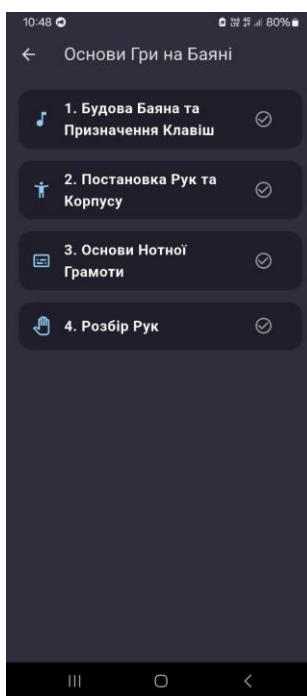 10:48 80%
Основи Гри на Баяні
1. Будова Баяна та
Призначення Клавіш
2. Постановка Рук та
Корпусу
3. Основи Нотної
Грамоти
4. Розбір Рук